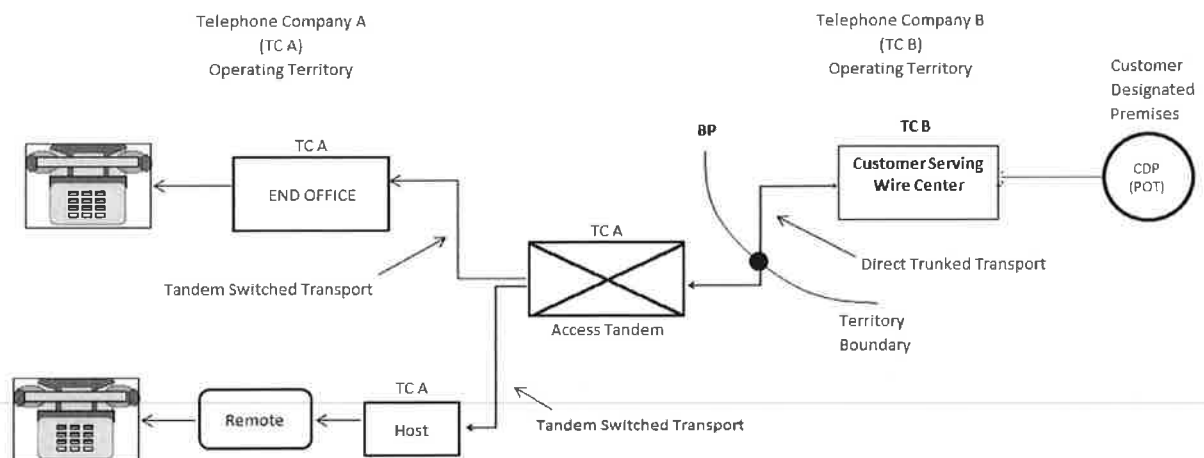 Telephone Company A
(TC A)
Operating Territory
Telephone Company B
(TC B)
Operating Territory
Customer
Designated
Premises
BP
TC B
Customer Serving
Wire Center
CDP
(POT)
TC A
END OFFICE
TC A
Access Tandem
Direct Trunked Transport
Tandem Switched Transport
Territory
Boundary
TC A
Remote
Host
Tandem Switched Transport